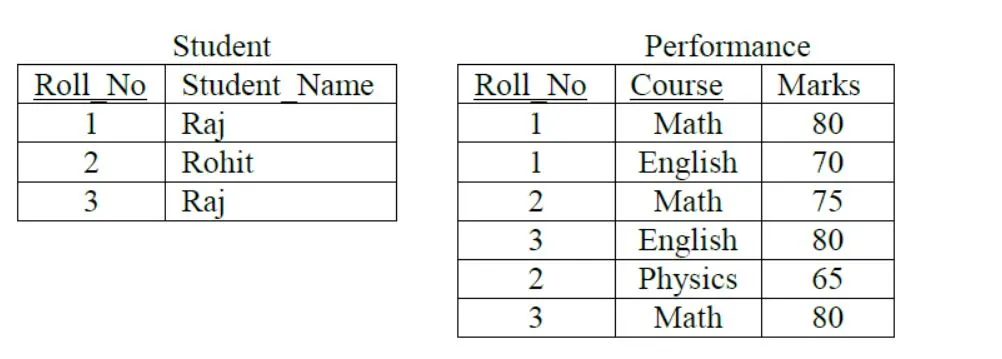 Student
Roll_No Student_Name
1 Raj
2 Rohit
3 Raj
Performance
Roll_No Course Marks
1 Math 80
1 English 70
2 Math 75
3 English 80
2 Physics 65
3 Math 80